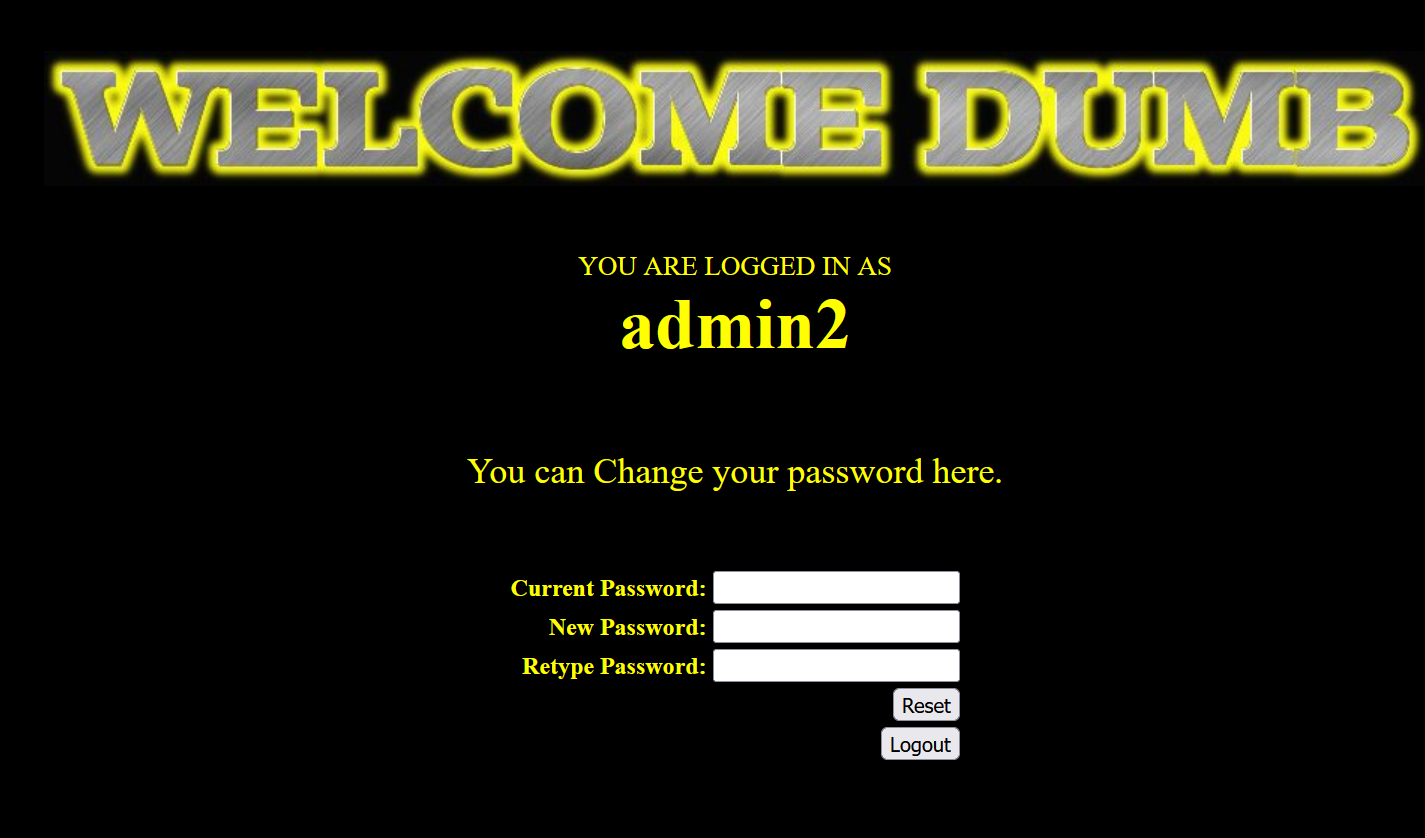 WELCOME DUMB
YOU ARE LOGGED IN AS
admin2
You can Change your password here.
Current Password:
New Password:
Retype Password:
Reset
Logout